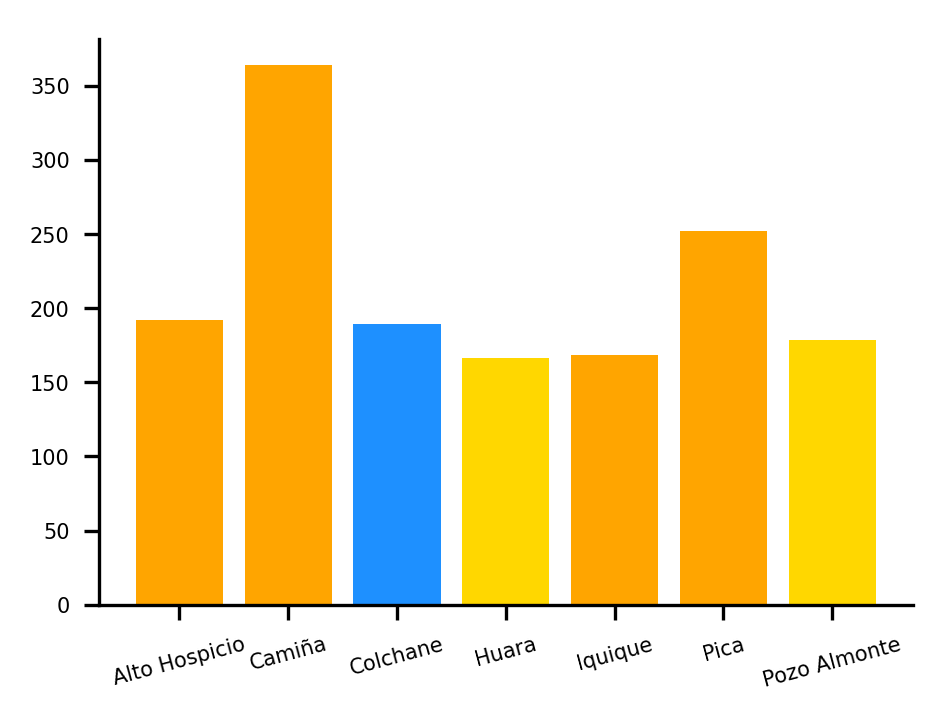 350
300
250
200
150
100
50
0
Alto Hospicio
Camiña
Colchane
Huara
Iquique
Pica
Pozo Almonte